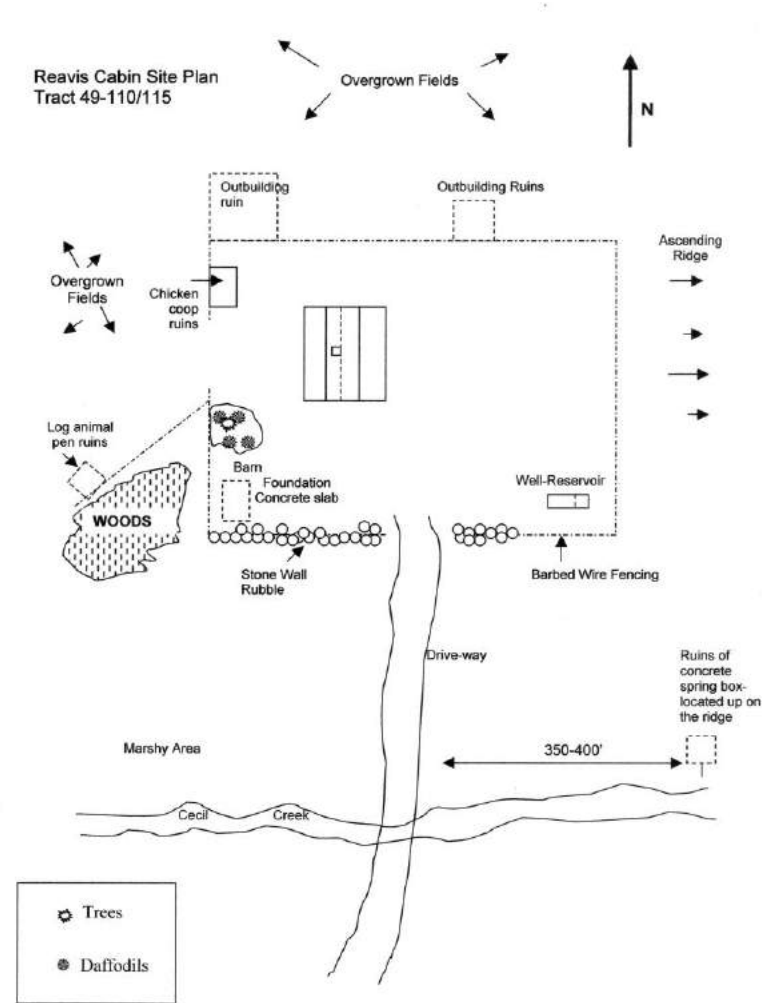 Reavis Cabin Site Plan
Tract 49-110/115
Overgrown Fields
N
Outbuilding
ruin
Outbuilding Ruins
Ascending
Ridge
Overgrown
Fields
Chicken
coop
ruins
Log animal
pen ruins
Barn
Foundation
Concrete slab
Well-Reservoir
WOODS
Stone Wall
Rubble
Barbed Wire Fencing
Drive-way
Ruins of
concrete
spring box-
located up on
the ridge
Marshy Area
350-400'
Cecil Creek
Trees
Daffodils